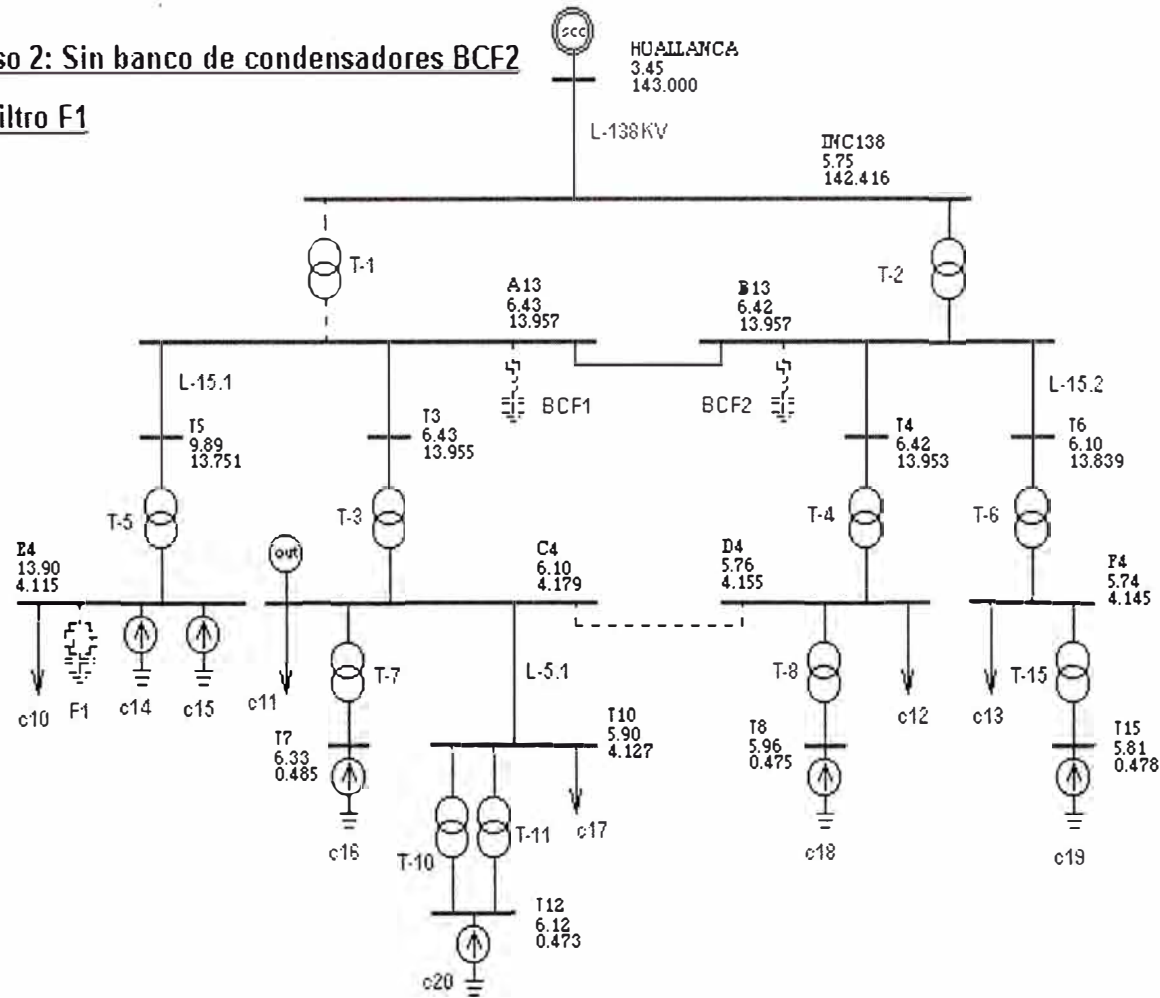 so 2: Sin banco de condensadores BCF2
iltro F1
scc
HUALLANCA
3.45
143.000
L-138KV
INC138
5.75
142.416
T-1
T-2
A13
6.43
13.957
B13
6.42
13.957
L-15.1
BCF1
BCF2
L-15.2
T5
9.89
13.751
T3
6.43
13.955
T4
6.42
13.953
T6
6.10
13.839
T-5
T-3
T-4
T-6
E4
13.90
4.115
out
C4
6.10
4.179
D4
5.76
4.155
F4
5.74
4.145
c10
F1
c14
c15
c11
T-7
L-5.1
T-8
c12
c13
T-15
T7
6.33
0.485
T10
5.90
4.127
T8
5.96
0.475
T15
5.81
0.478
c16
T-10
T-11
c17
c18
c19
T12
6.12
0.473
c20